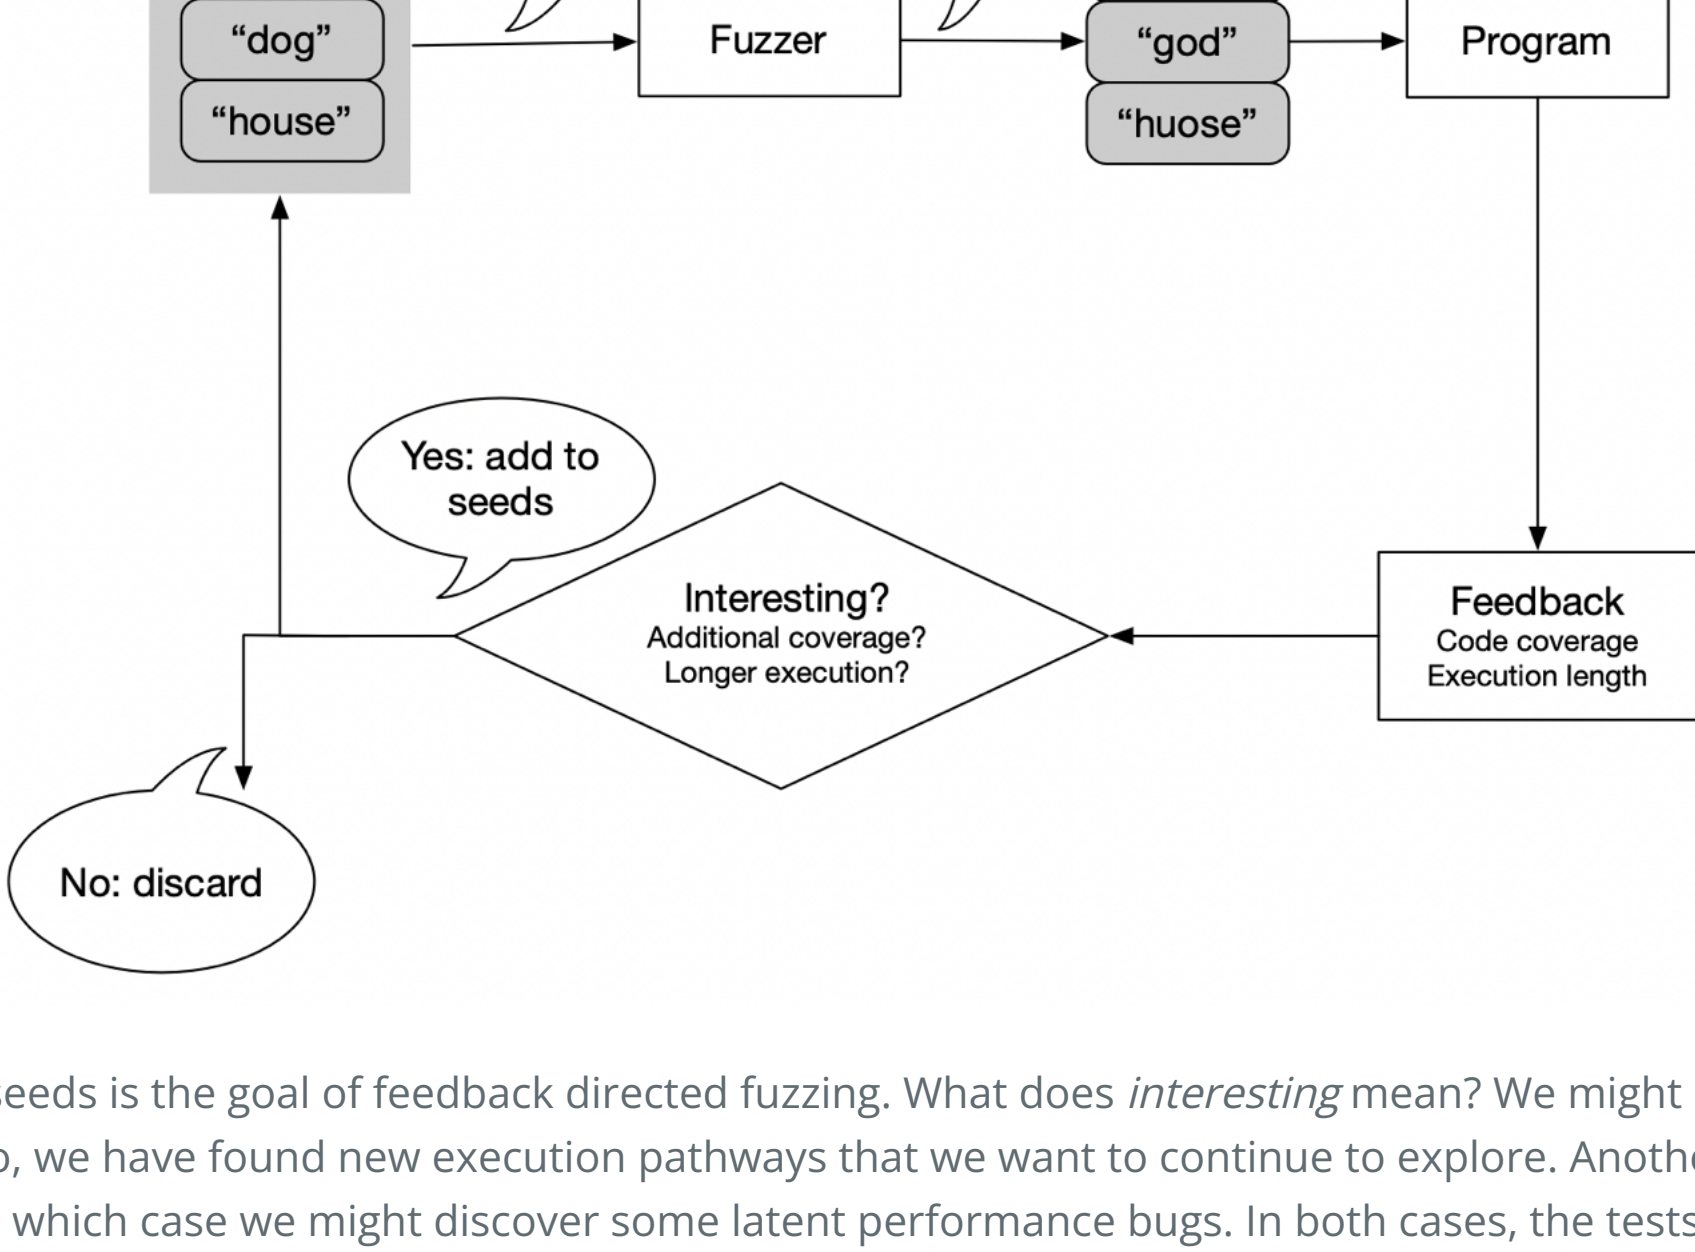 “dog”
Fuzzer
“god”
Program
“house”
“huose”
Yes: add to
seeds
Interesting?
Additional coverage?
Longer execution?
Feedback
Code coverage
Execution length
No: discard
seeds is the goal of feedback directed fuzzing. What does interesting mean? We might
, we have found new execution pathways that we want to continue to explore. Anothe
which case we might discover some latent performance bugs. In both cases, the tests